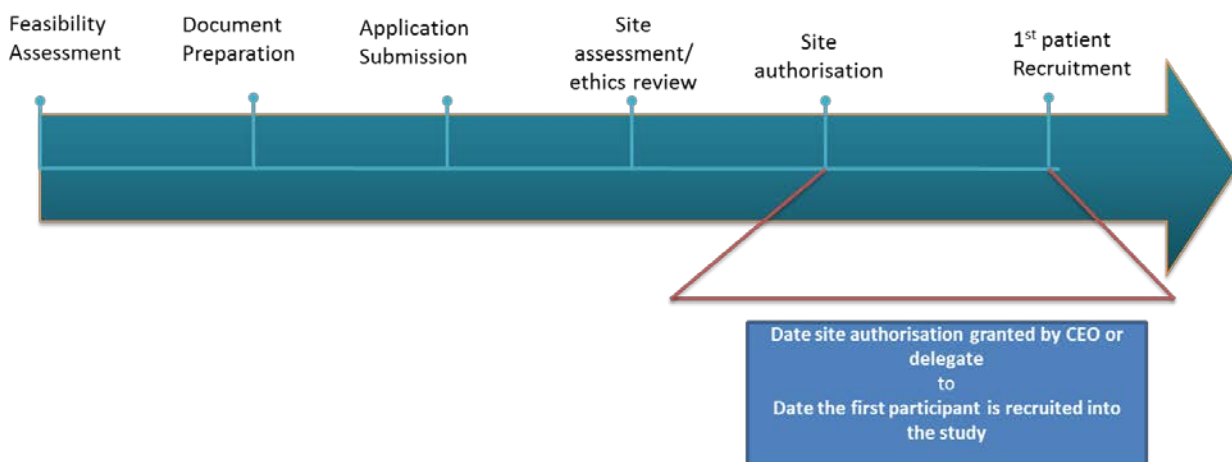 Feasibility
Assessment
Document
Preparation
Application
Submission
Site
assessment/
ethics review
Site
authorisation
1st patient
Recruitment
Date site authorisation granted by CEO or
delegate
to
Date the first participant is recruited into
the study